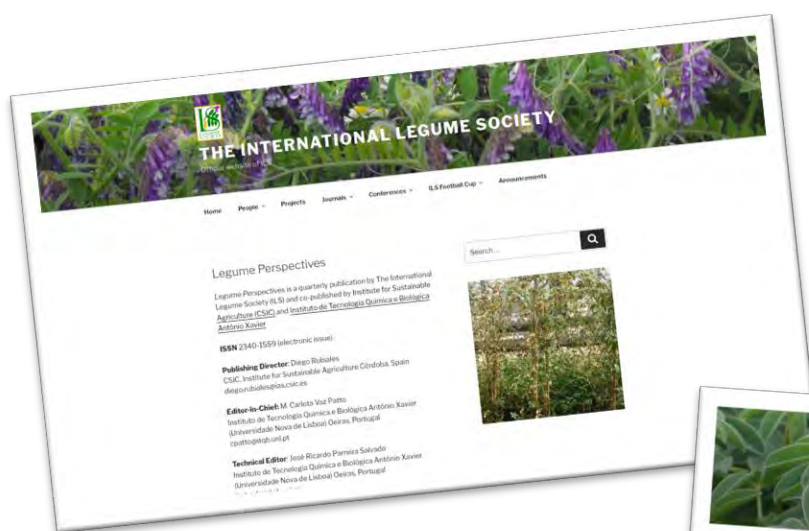 THE INTERNATIONAL LEGUME SOCIETY
Official website of ILS
Home People Projects Journals Conferences ILS Football Cup Announcements
Search …
Legume Perspectives
Legume Perspectives is a quarterly publication by The International
Legume Society (ILS) and co-published by Institute for Sustainable
Agriculture (CSIC) and Instituto de Tecnologia Química e Biológica
António Xavier
ISSN 2340-1559 (electronic issue)
Publishing Director: Diego Rubiales
CSIC, Institute for Sustainable Agriculture Córdoba, Spain
diego.rubiales@ias.csic.es
Editor-in-Chief: M. Carlota Vaz Patto
Instituto de Tecnologia Química e Biológica António Xavier
(Universidade Nova de Lisboa) Oeiras, Portugal
cpatto@itqb.unl.pt
Technical Editor: José Ricardo Parreira Salvado
Instituto de Tecnologia Química e Biológica António Xavier
(Universidade Nova de Lisboa) Oeiras, Portugal